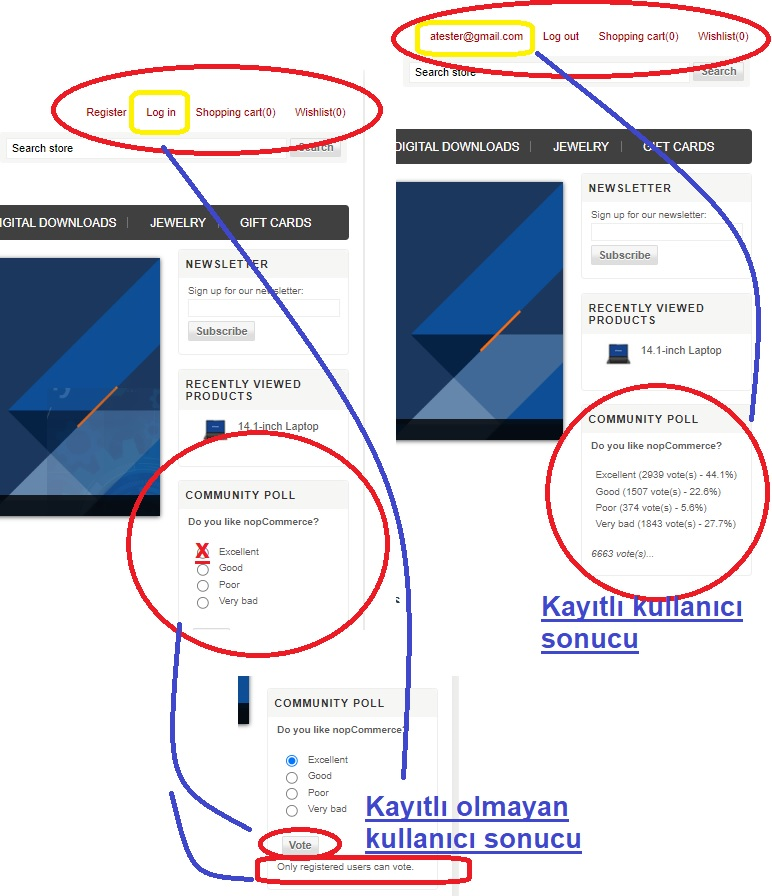 atester@gmail.com Log out Shopping cart(0) Wishlist(0)
Search store Search
DIGITAL DOWNLOADS JEWELRY GIFT CARDS
NEWSLETTER
Sign up for our newsletter:
Subscribe
RECENTLY VIEWED
PRODUCTS
14.1-inch Laptop
COMMUNITY POLL
Do you like nopCommerce?
Excellent (2939 vote(s) - 44.1%)
Good (1507 vote(s) - 22.6%)
Poor (374 vote(s) - 5.6%)
Very bad (1843 vote(s) - 27.7%)
6663 vote(s)...
Kayıtlı kullanıcı
sonucu
Register Log in Shopping cart(0) Wishlist(0)
Search store Search
IGITAL DOWNLOADS JEWELRY GIFT CARDS
NEWSLETTER
Sign up for our newsletter:
Subscribe
RECENTLY VIEWED
PRODUCTS
14.1-inch Laptop
COMMUNITY POLL
Do you like nopCommerce?
X Excellent
Good
Poor
Very bad
COMMUNITY POLL
Do you like nopCommerce?
Excellent
Good
Poor
Very bad
Vote
Only registered users can vote.
Kayıtlı olmayan
kullanıcı sonucu